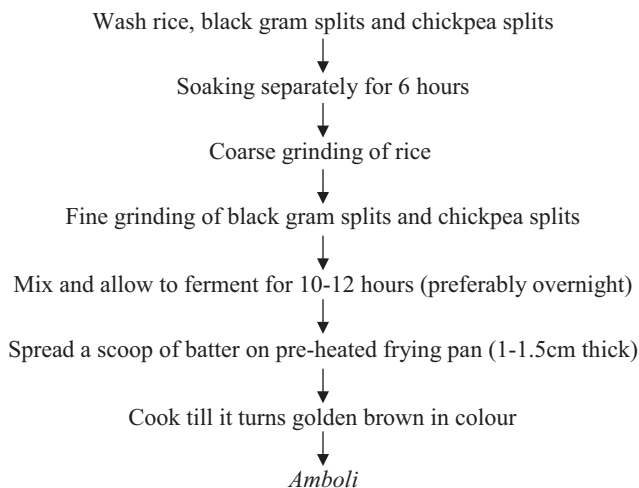 Wash rice, black gram splits and chickpea splits
Soaking separately for 6 hours
Coarse grinding of rice
Fine grinding of black gram splits and chickpea splits
Mix and allow to ferment for 10-12 hours (preferably overnight)
Spread a scoop of batter on pre-heated frying pan (1-1.5cm thick)
Cook till it turns golden brown in colour
Amboli